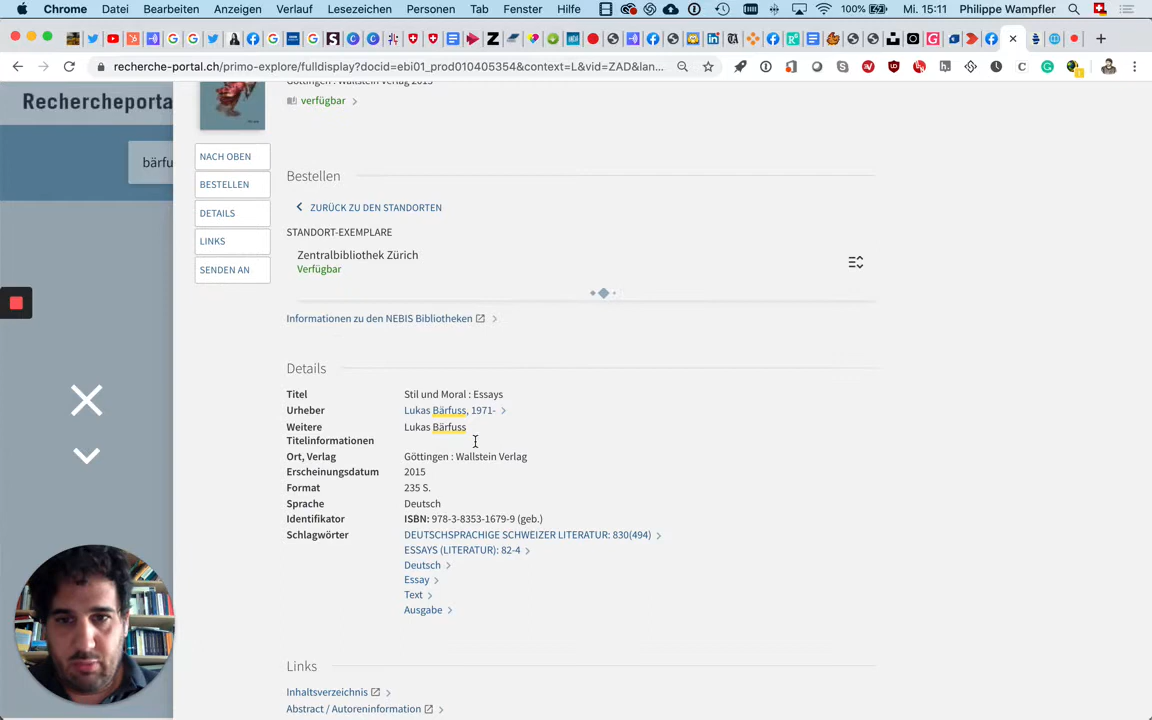 Chrome Datei Bearbeiten Anzeigen Verlauf Lesezeichen Personen Tab Fenster Hilfe 100% Mi. 15:11 Philippe Wampfler
recherche-portal.ch/primo-explore/fulldisplay?docid=ebi01_prod010405354&context=L&vid=ZAD&lan...
Rechercheporta
bärfu
Göttingen : Wallstein Verlag 2015
verfügbar
NACH OBEN
BESTELLEN
DETAILS
LINKS
SENDEN AN
Bestellen
ZURÜCK ZU DEN STANDORTEN
STANDORT-EXEMPLARE
Zentralbibliothek Zürich
Verfügbar
Informationen zu den NEBIS Bibliotheken
Details
Titel Stil und Moral : Essays
Urheber Lukas Bärfuss, 1971-
Weitere Lukas Bärfuss
Titelinformationen
Ort, Verlag Göttingen : Wallstein Verlag
Erscheinungsdatum 2015
Format 235 S.
Sprache Deutsch
Identifikator ISBN: 978-3-8353-1679-9 (geb.)
Schlagwörter DEUTSCHSPRACHIGE SCHWEIZER LITERATUR: 830(494)
ESSAYS (LITERATUR): 82-4
Deutsch
Essay
Text
Ausgabe
Links
Inhaltsverzeichnis
Abstract / Autoreninformation